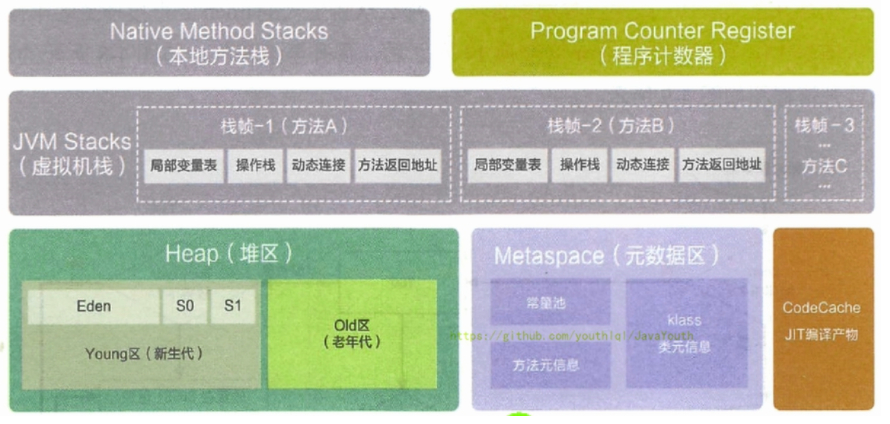 Native Method Stacks
（本地方法栈）
Program Counter Register
（程序计数器）
JVM Stacks
（虚拟机栈）
栈帧-1（方法A）
局部变量表
操作栈
动态连接
方法返回地址
栈帧-2（方法B）
局部变量表
操作栈
动态连接
方法返回地址
栈帧-3
...
方法C
...
Heap（堆区）
Eden
S0
S1
Young区（新生代）
Old区
（老年代）
Metaspace（元数据区）
常量池
方法元信息
klass
类元信息
https://github.com/youthlql/JavaYouth
CodeCache
JIT编译产物